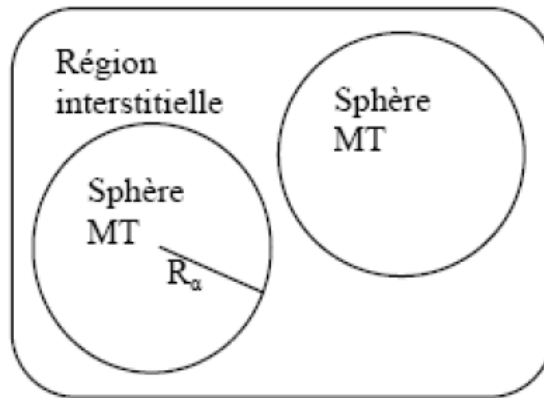 Région
interstitielle
Sphère
MT
Sphère
MT
Rα